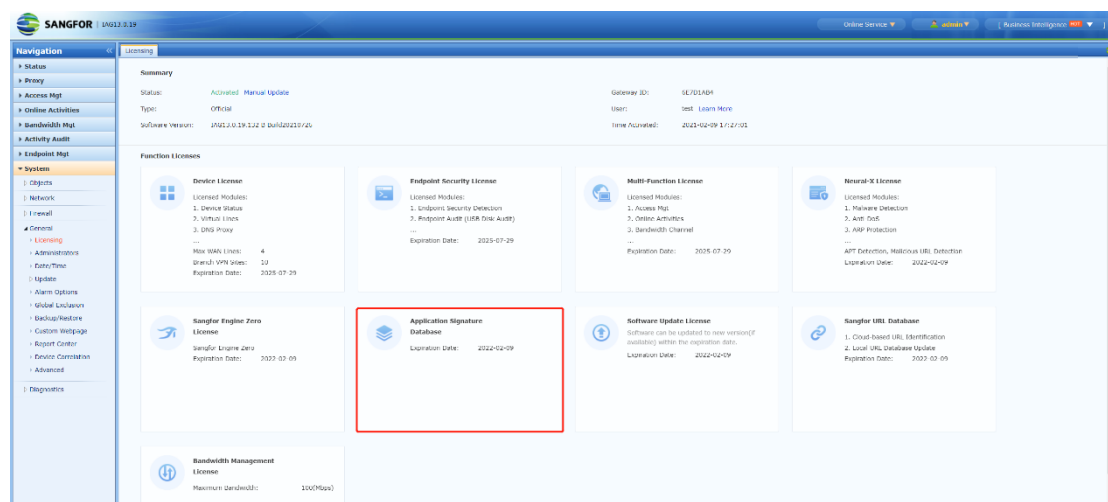 SANGFOR | IAG13.0.19
Online Service
admin
[ Business Intelligence HOT ]
Navigation
Licensing
Status
Proxy
Access Mgt
Online Activities
Bandwidth Mgt
Activity Audit
Endpoint Mgt
System
Objects
Network
Firewall
General
Licensing
Administrators
Date/Time
Update
Alarm Options
Global Exclusion
Backup/Restore
Custom Webpage
Report Center
Device Correlation
Advanced
Diagnostics
Summary
Status: Activated Manual Update
Gateway ID: 6E7D1AB4
Type: Official
User: test Learn More
Software Version: IAG13.0.19.132 B Build20210726
Time Activated: 2021-02-09 17:27:01
Function Licenses
Device License
Licensed Modules:
1. Device Status
2. Virtual Lines
3. DNS Proxy
...
Max WAN Lines: 4
Branch VPN Sites: 10
Expiration Date: 2025-07-29
Endpoint Security License
Licensed Modules:
1. Endpoint Security Detection
2. Endpoint Audit (USB Disk Audit)
...
Expiration Date: 2025-07-29
Multi-Function License
Licensed Modules:
1. Access Mgt
2. Online Activities
3. Bandwidth Channel
...
Expiration Date: 2025-07-29
Neural-X License
Licensed Modules:
1. Malware Detection
2. Anti-DoS
3. ARP Protection
...
APT Detection, Malicious URL Detection
Expiration Date: 2022-02-09
Sangfor Engine Zero
License
Sangfor Engine Zero
Expiration Date: 2022-02-09
Application Signature
Database
Expiration Date: 2022-02-09
Software Update License
Software can be updated to new version(if
available) within the expiration date.
Expiration Date: 2022-02-09
Sangfor URL Database
1. Cloud-based URL Identification
2. Local URL Database Update
Expiration Date: 2022-02-09
Bandwidth Management
License
Maximum Bandwidth: 100(Mbps)